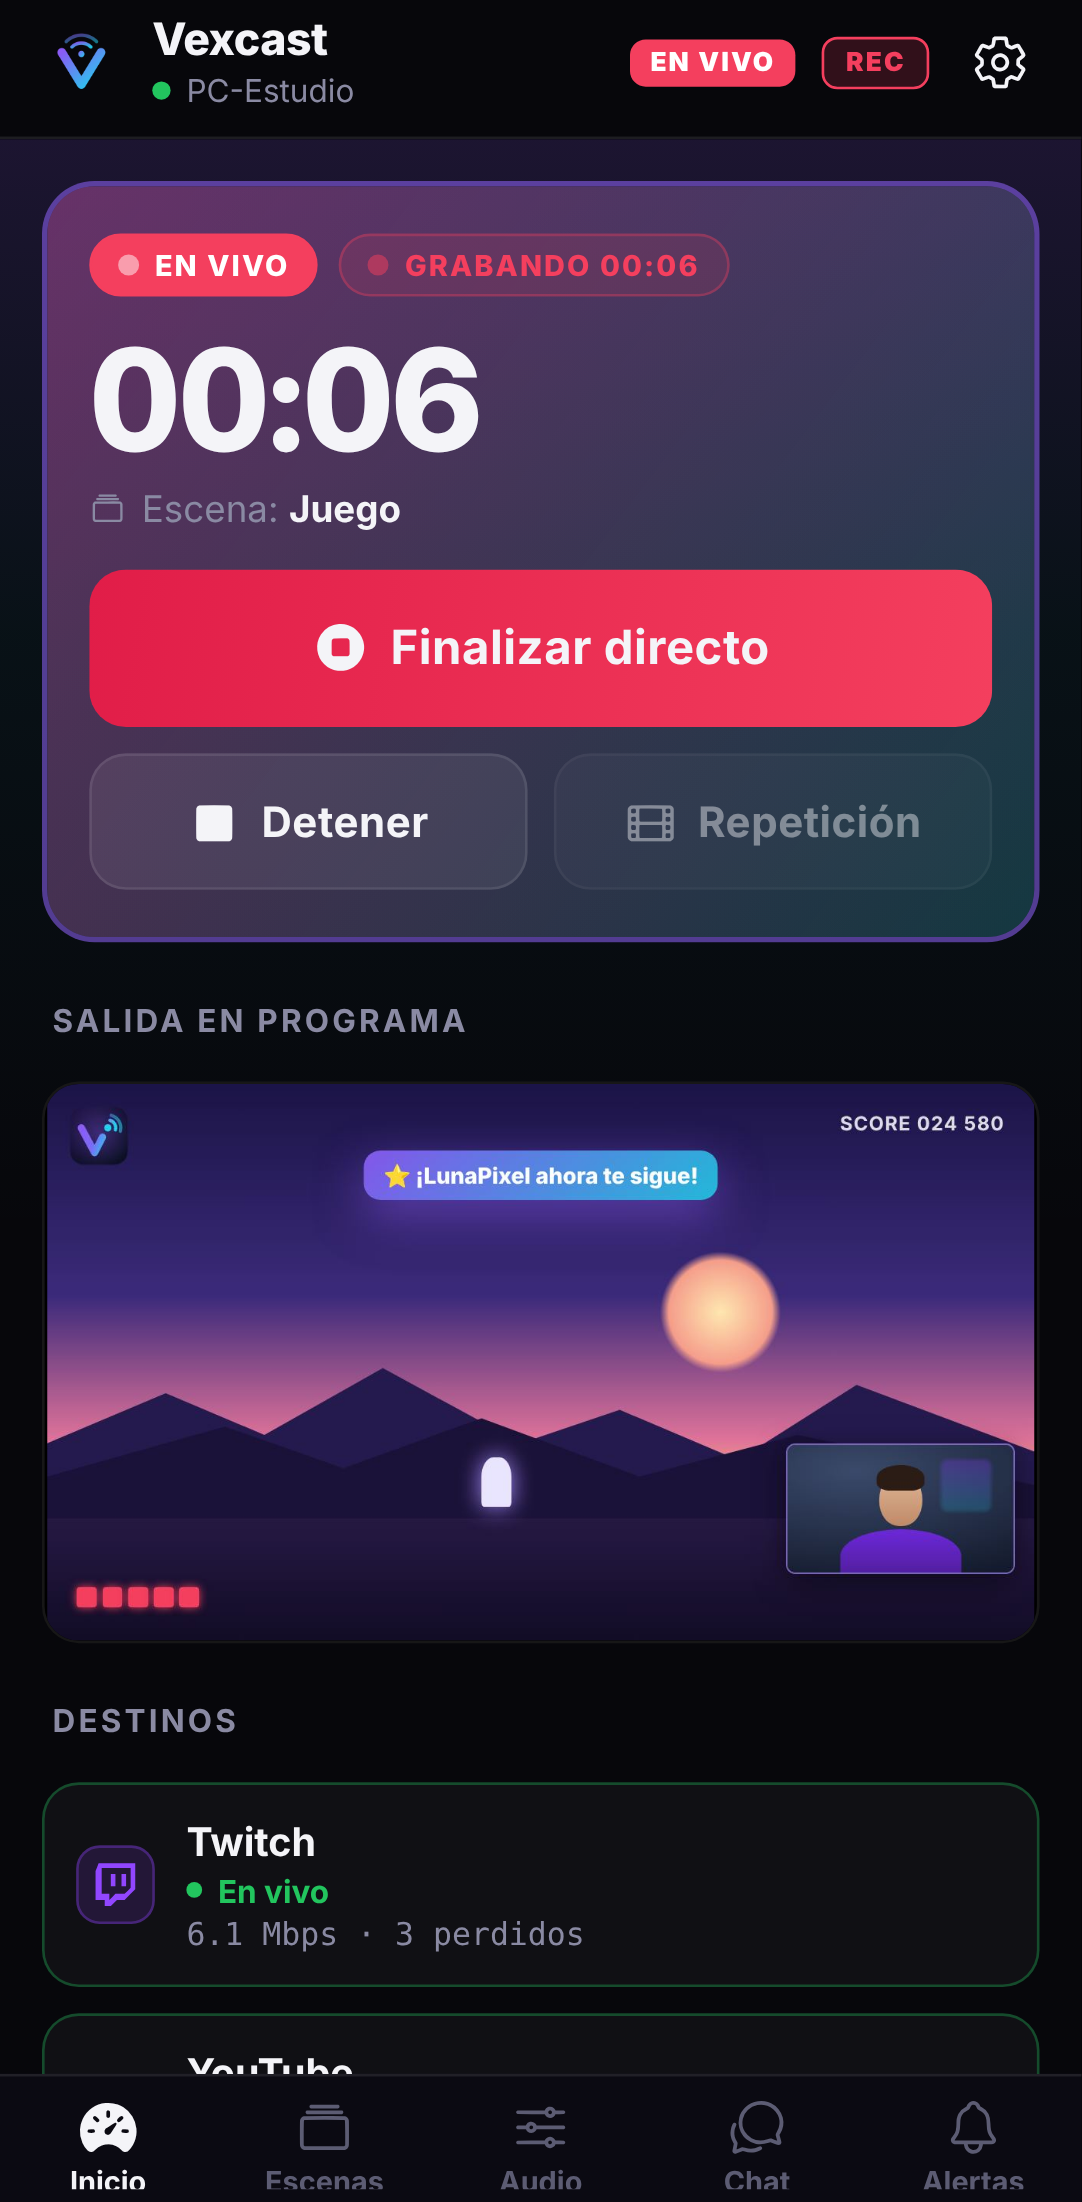 Vexcast
PC-Estudio
EN VIVO
REC
EN VIVO
GRABANDO 00:06
00:06
Escena: Juego
Finalizar directo
Detener
Repetición
SALIDA EN PROGRAMA
SCORE 024 580
⭐ ¡LunaPixel ahora te sigue!
DESTINOS
Twitch
En vivo
6.1 Mbps · 3 perdidos
YouTube
Inicio
Escenas
Audio
Chat
Alertas